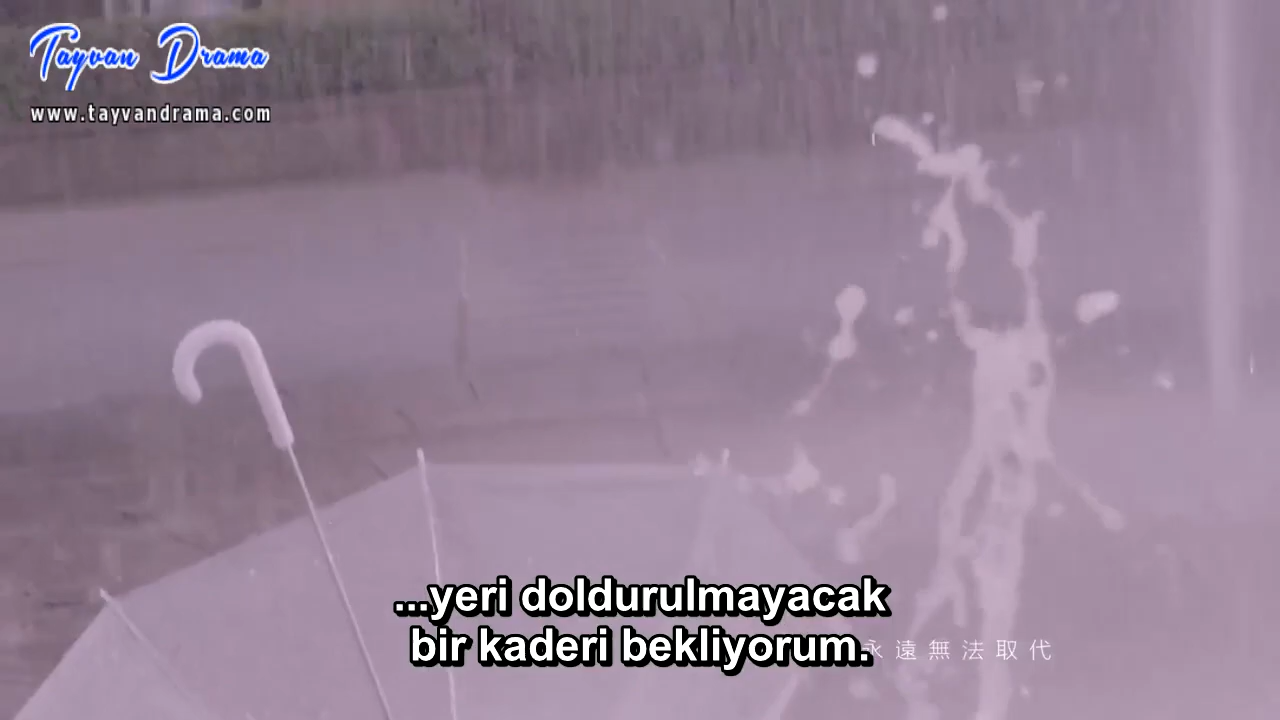 Tayvan Drama
www.tayvandrama.com
...yeri doldurulmayacak
bir kaderi bekliyorum.
永遠無法取代